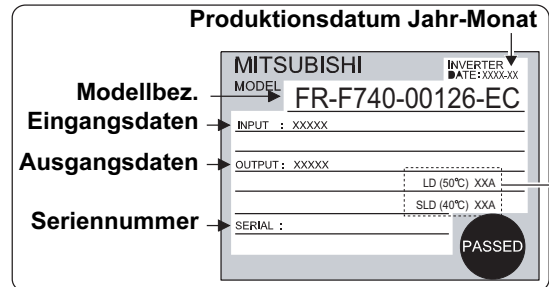 Produktionsdatum Jahr-Monat
MITSUBISHI
INVERTER
DATE: XXXX-XX
Modellbez.
MODEL
FR-F740-00126-EC
Eingangsdaten
INPUT : XXXXX
Ausgangsdaten
OUTPUT : XXXXX
LD (50℃) XXA
SLD (40℃) XXA
Seriennummer
SERIAL :
PASSED